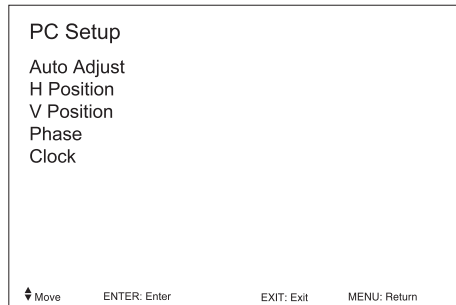 PC Setup
Auto Adjust
H Position
V Position
Phase
Clock
Move ENTER: Enter EXIT: Exit MENU: Return